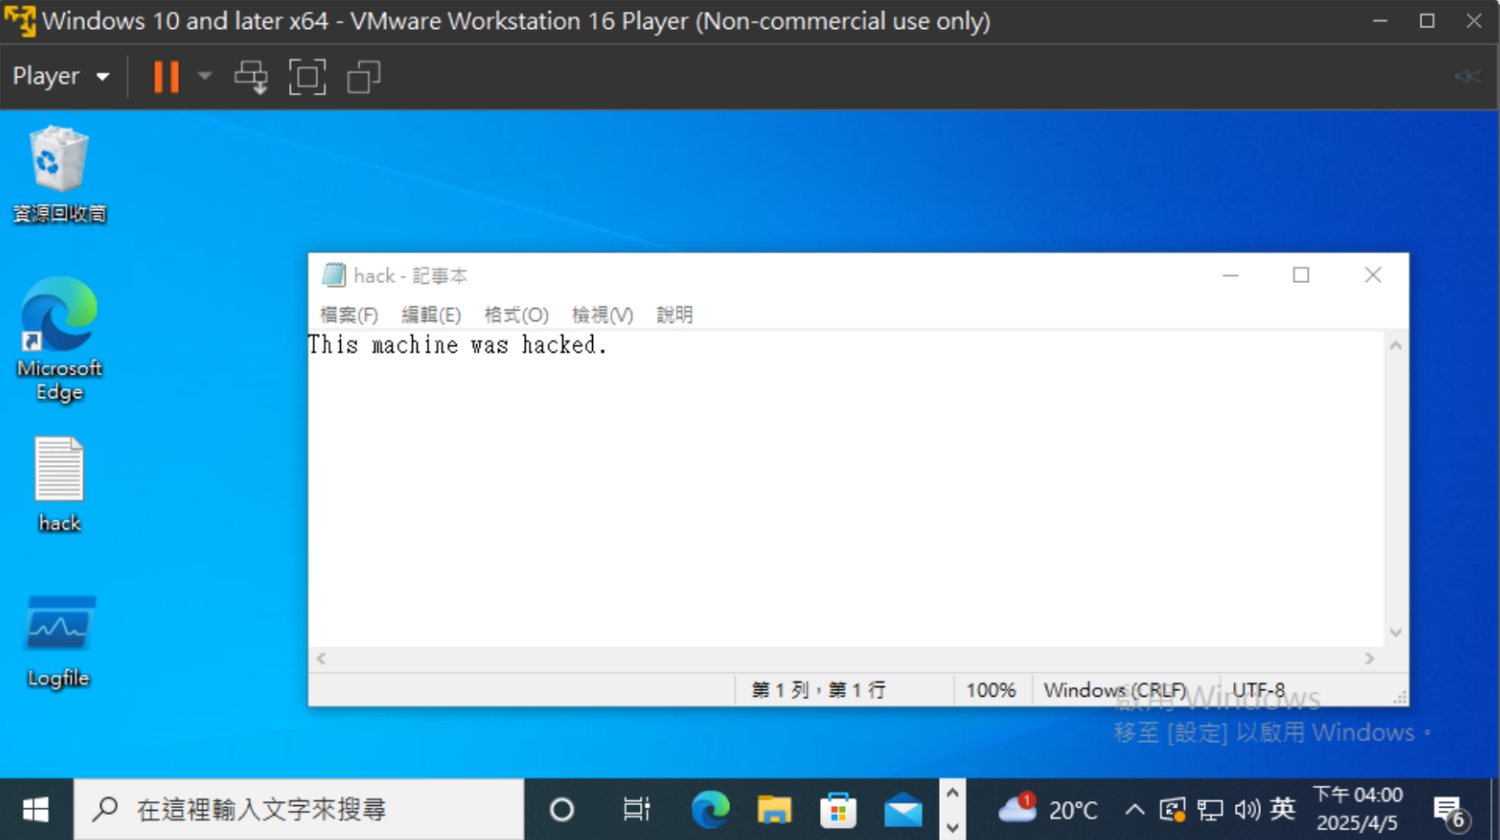 Windows 10 and later x64 - VMware Workstation 16 Player (Non-commercial use only)
Player
資源回收筒
Microsoft
Edge
hack
Logfile
hack - 記事本
檔案(F) 編輯(E) 格式(O) 檢視(V) 說明
This machine was hacked.
第 1 列，第 1 行 100% Windows (CRLF) UTF-8
啟用 Windows
移至 [設定] 以啟用 Windows。
在這裡輸入文字來搜尋
1 20°C 英 下午 04:00
2025/4/5
6